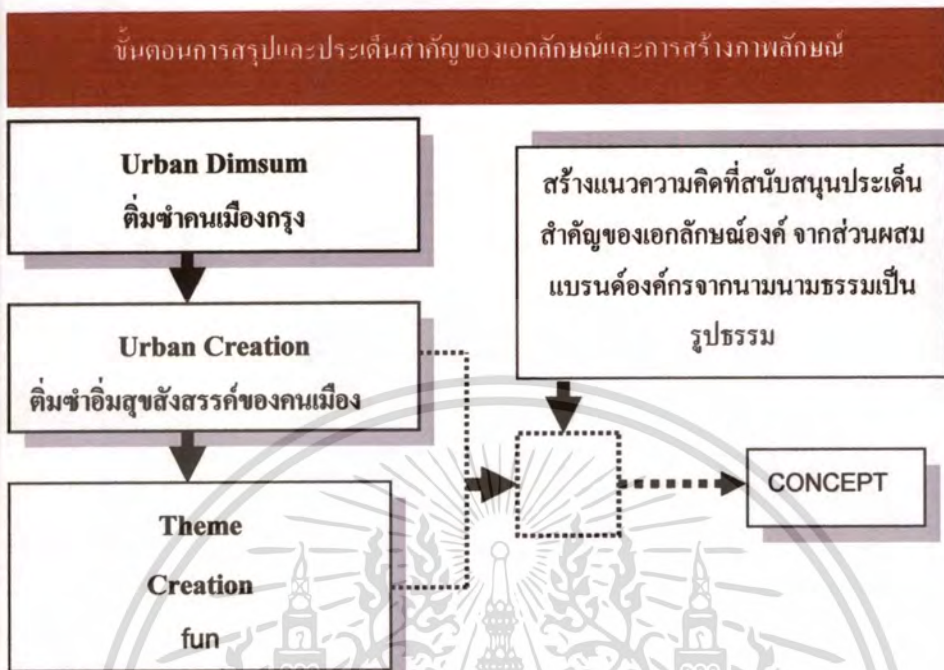 ขั้นตอนการสรุปและประเด็นสำคัญของเอกลักษณ์และการสร้างภาพลักษณ์
Urban Dimsum
ติ่มซำคนเมืองกรุง
Urban Creation
ติ่มซำอิ่มสุขสังสรรค์ของคนเมือง
Theme
Creation
fun
สร้างแนวความคิดที่สนับสนุนประเด็น
สำคัญของเอกลักษณ์องค์ จากส่วนผสม
แบรนด์องค์กรจากนามนามธรรมเป็น
รูปธรรม
CONCEPT